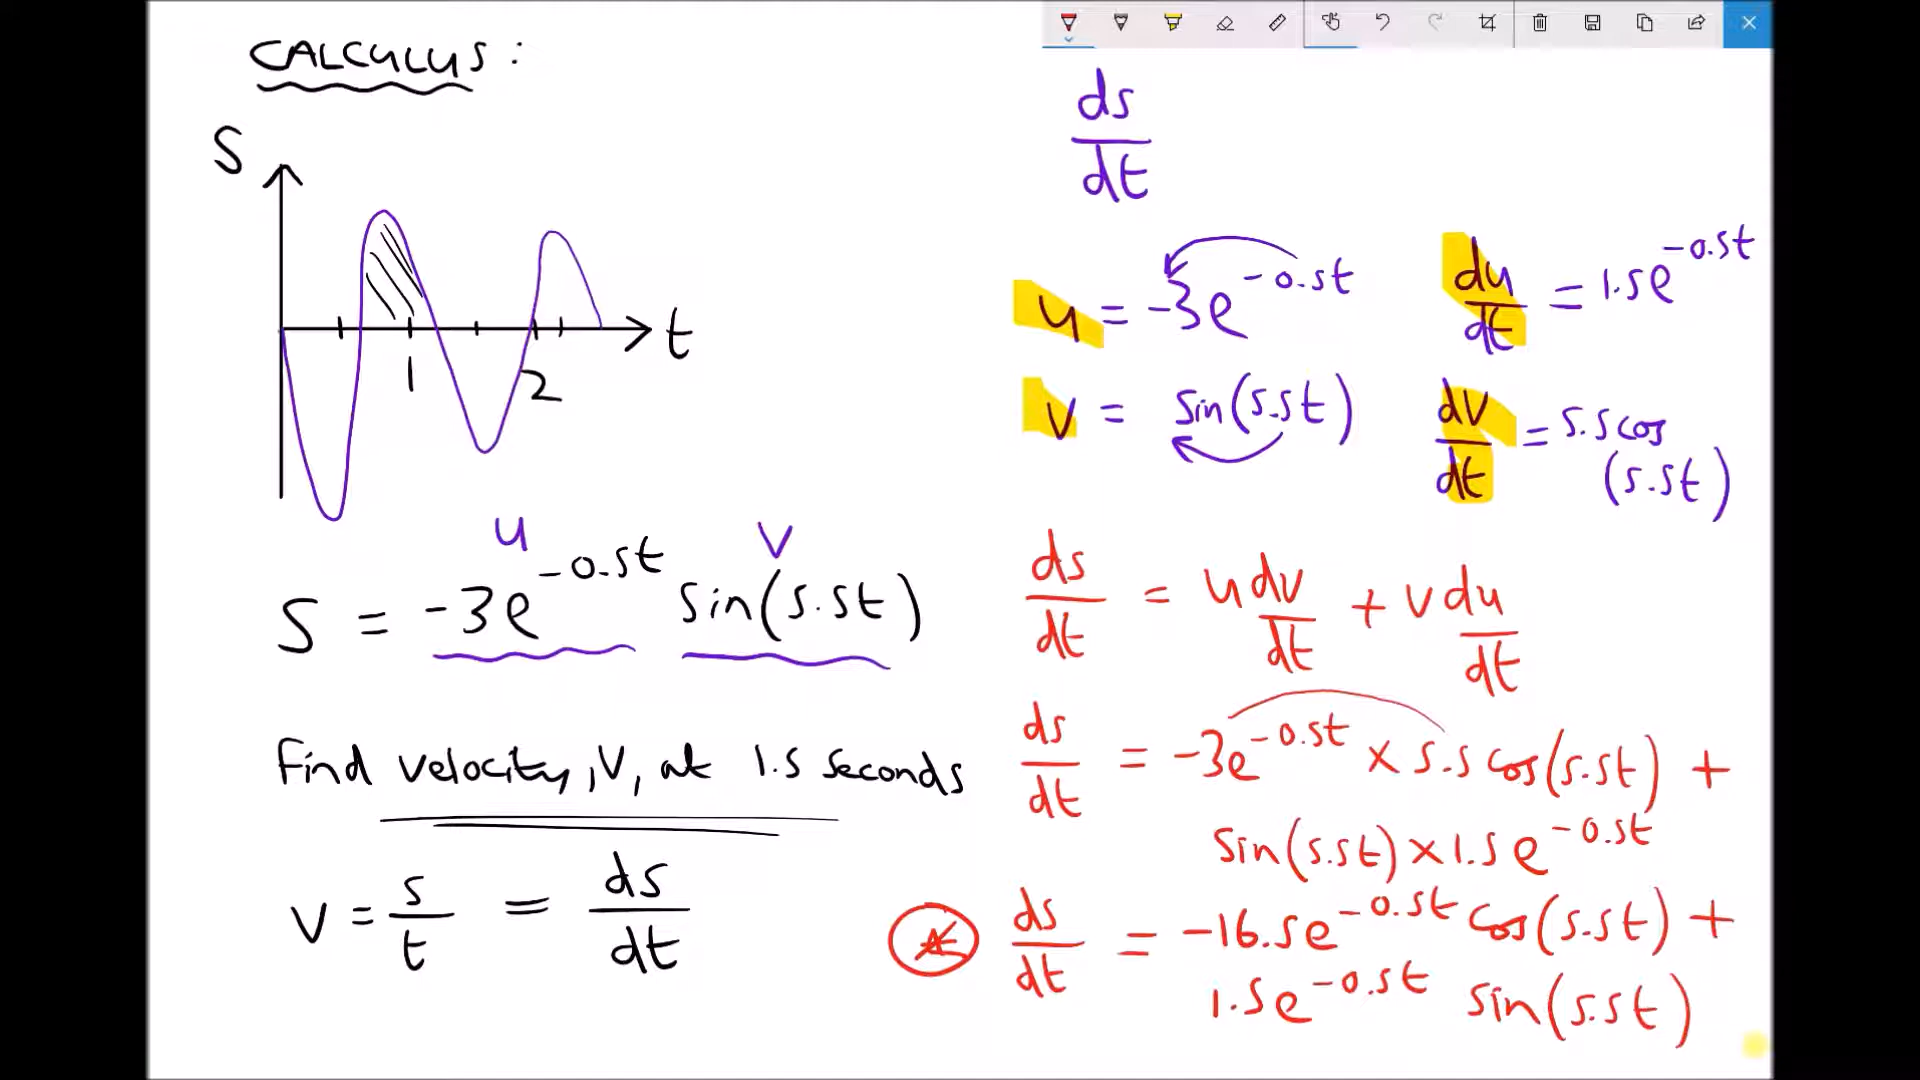 CALCULUS:
S
t
1
2
u
v
S = -3e^-0.5t sin(5.5t)
Find velocity, V, at 1.5 seconds
V = s/t = ds/dt
ds/dt
u = -3e^-0.5t
du/dt = 1.5e^-0.5t
v = sin(5.5t)
dv/dt = 5.5cos
(5.5t)
ds/dt = u dv/dt + v du/dt
ds/dt = -3e^-0.5t × 5.5 cos(5.5t) +
sin(5.5t) × 1.5e^-0.5t
ds/dt = -16.5e^-0.5t cos(5.5t) +
1.5e^-0.5t sin(5.5t)